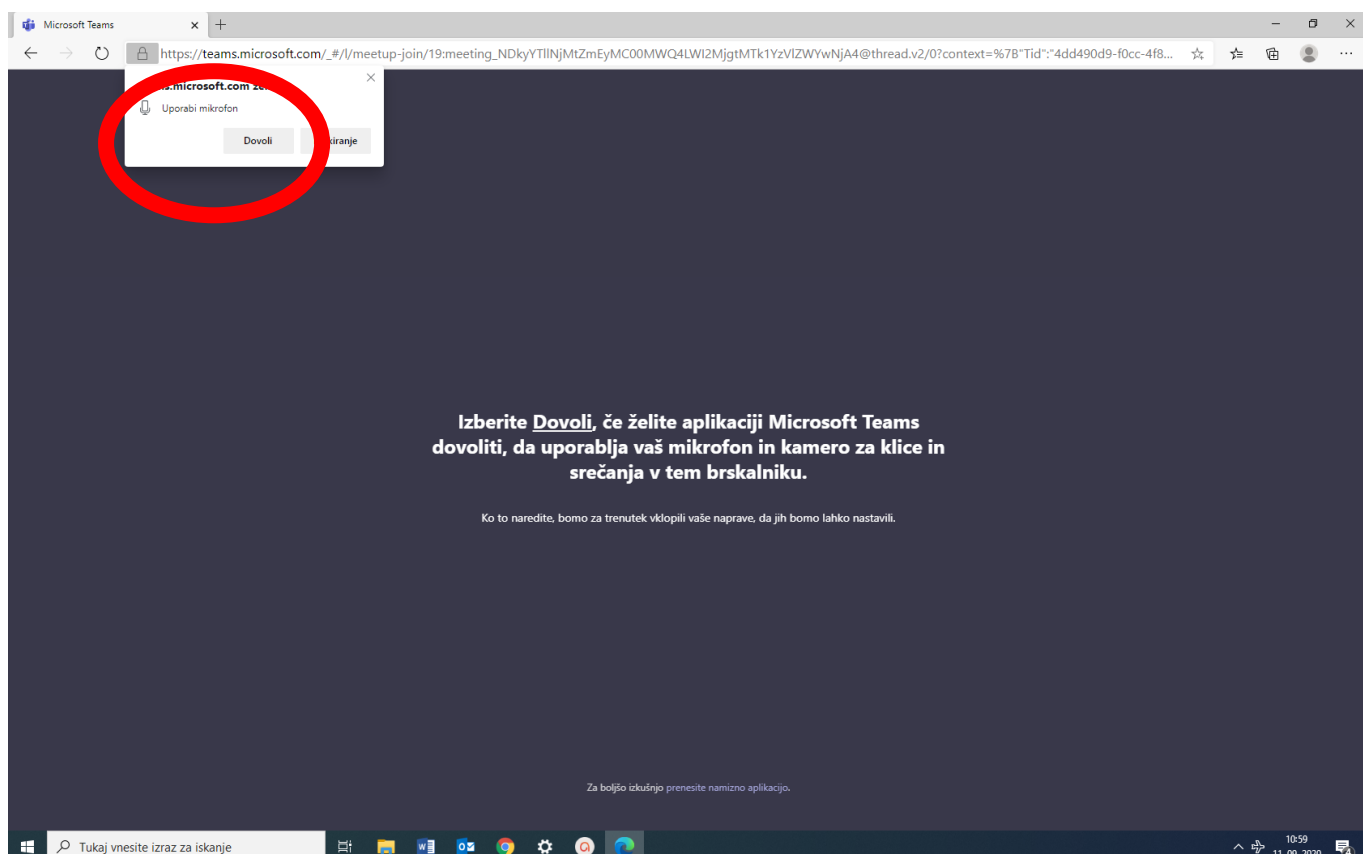 Microsoft Teams
https://teams.microsoft.com/_#/l/meetup-join/19:meeting_NDkyYTllNjMtZmEyMC00MWQ4LWI2MjgtMTk1YzVlZWYwNjA4@thread.v2/0?context=%7B"Tid":"4dd490d9-f0cc-4f8...
Uporabi mikrofon
Dovoli
Izberite Dovoli, če želite aplikaciji Microsoft Teams
dovoliti, da uporablja vaš mikrofon in kamero za klice in
srečanja v tem brskalniku.
Ko to naredite, bomo za trenutek vklopili vaše naprave, da jih bomo lahko nastavili.
Za boljšo izkušnjo prenesite namizno aplikacijo.
Tukaj vnesite izraz za iskanje
10:59
11. 09. 2020